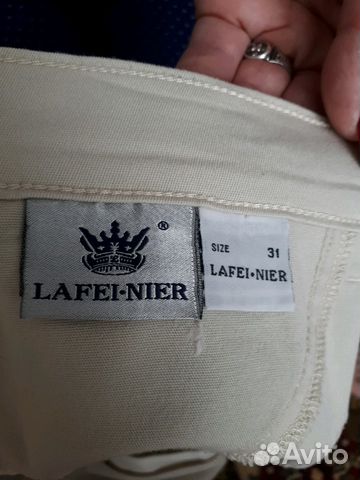 ®
LAFEI·NIER
SIZE 31
LAFEI·NIER
Avito